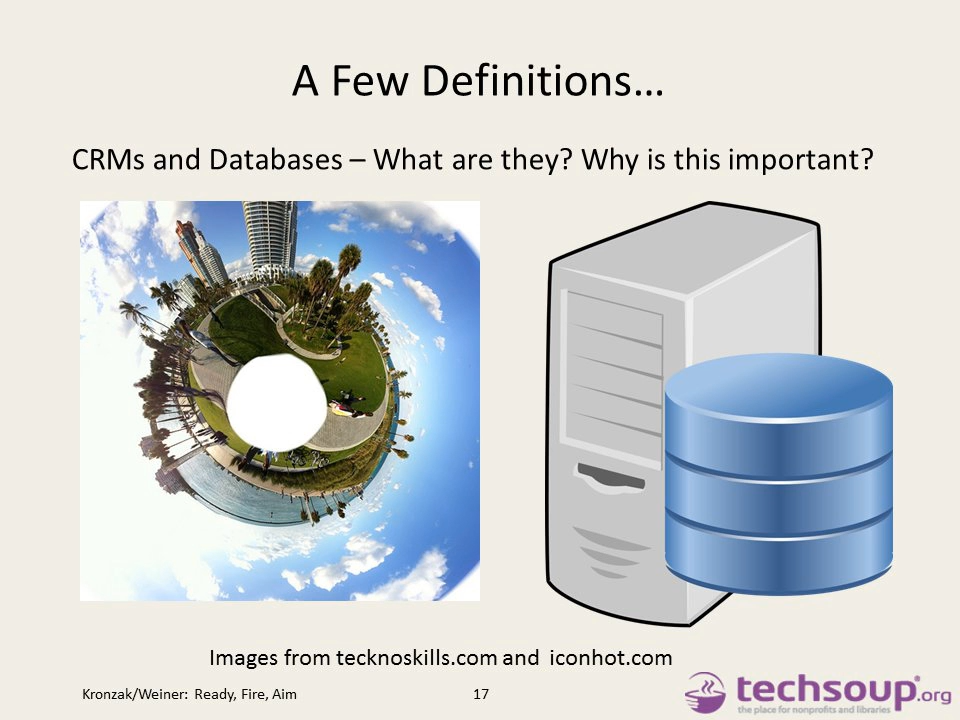 A Few Definitions…
CRMs and Databases – What are they? Why is this important?
Images from tecknoskills.com and iconhot.com
Kronzak/Weiner: Ready, Fire, Aim
17
techsoup®.org
the place for nonprofits and libraries